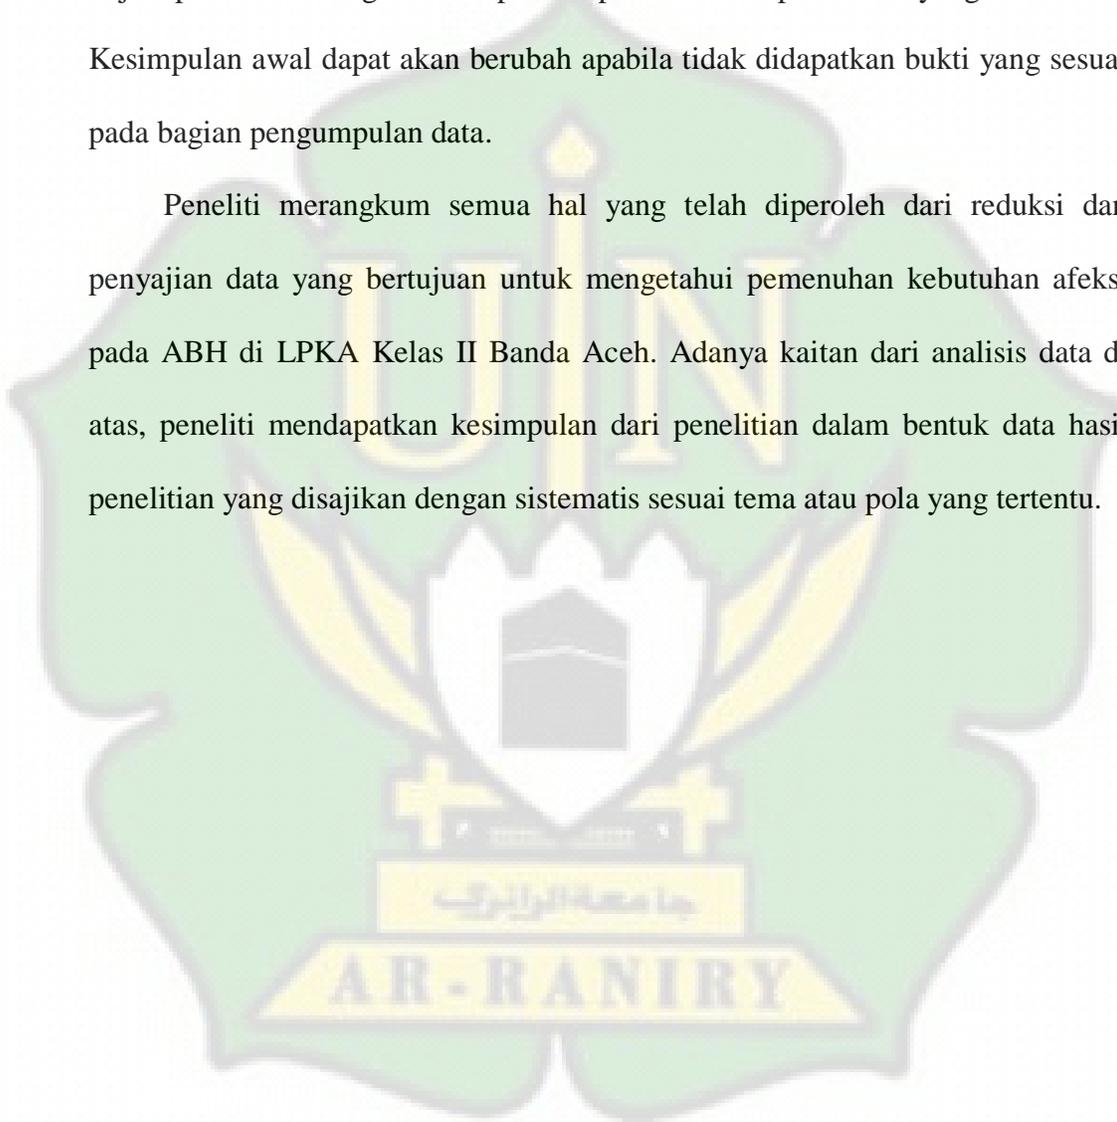 Kesimpulan awal dapat akan berubah apabila tidak didapatkan bukti yang sesua
pada bagian pengumpulan data.
Peneliti merangkum semua hal yang telah diperoleh dari reduksi dan
penyajian data yang bertujuan untuk mengetahui pemenuhan kebutuhan afeks
pada ABH di LPKA Kelas II Banda Aceh. Adanya kaitan dari analisis data d
atas, peneliti mendapatkan kesimpulan dari penelitian dalam bentuk data hasi
penelitian yang disajikan dengan sistematis sesuai tema atau pola yang tertentu.
UIN
جامعة الرانري
AR-RANIRY